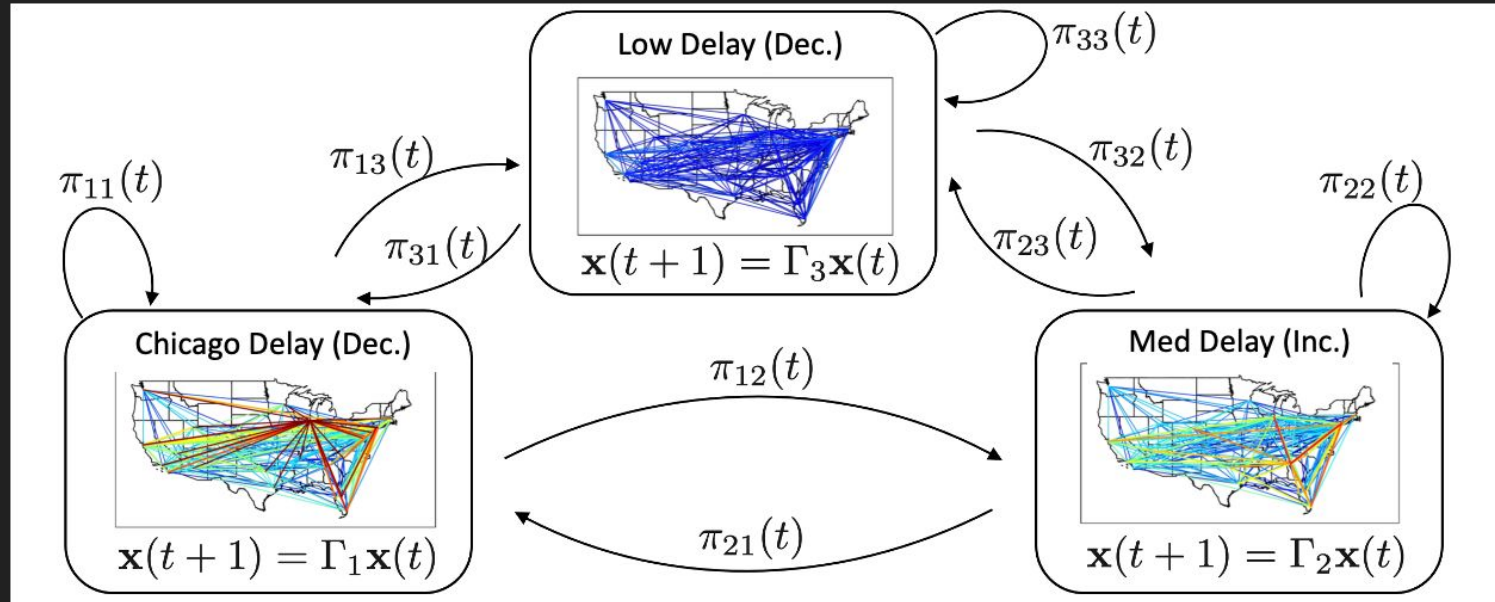 Low Delay (Dec.)
π₃₃(t)
π₁₃(t)
π₃₂(t)
π₁₁(t)
π₂₂(t)
π₃₁(t)
π₂₃(t)
x(t + 1) = Γ₃x(t)
Chicago Delay (Dec.)
Med Delay (Inc.)
π₁₂(t)
π₂₁(t)
x(t + 1) = Γ₁x(t)
x(t + 1) = Γ₂x(t)